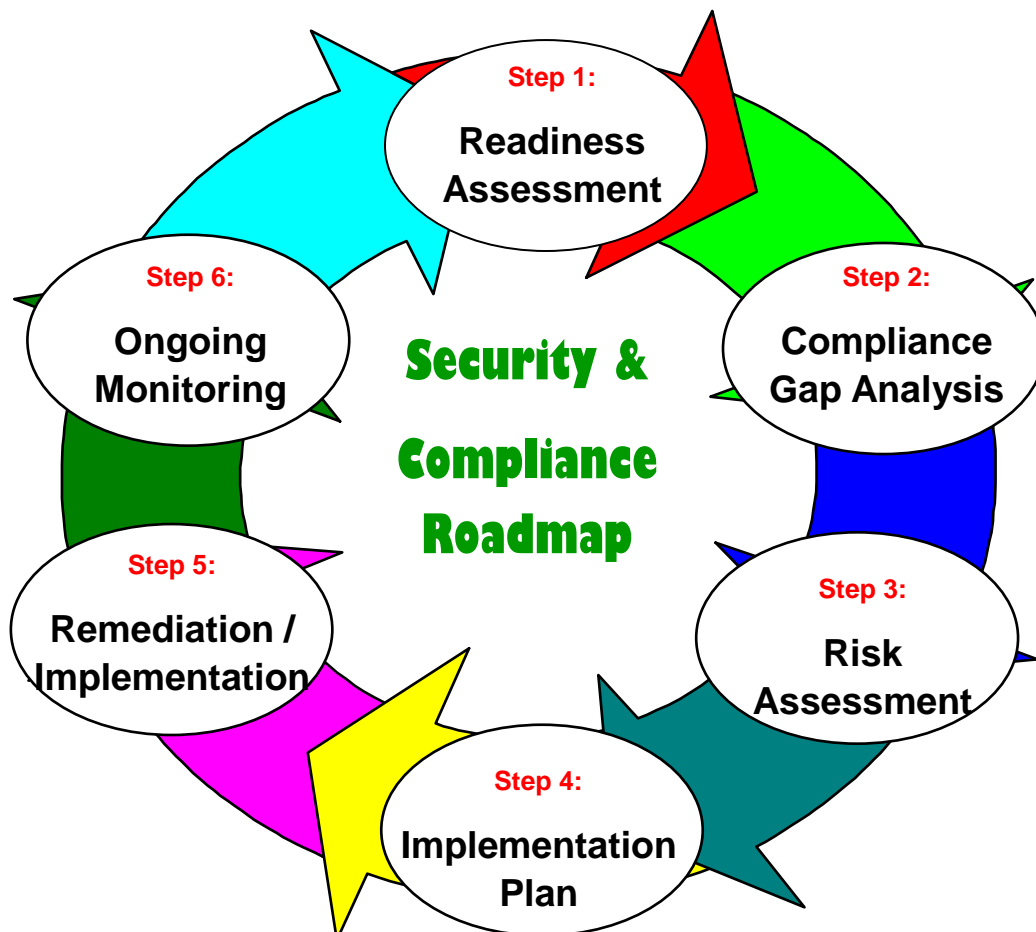 Step 1:
Readiness
Assessment
Step 2:
Compliance
Gap Analysis
Step 3:
Risk
Assessment
Step 4:
Implementation
Plan
Step 5:
Remediation /
Implementation
Step 6:
Ongoing
Monitoring
Security &
Compliance
Roadmap